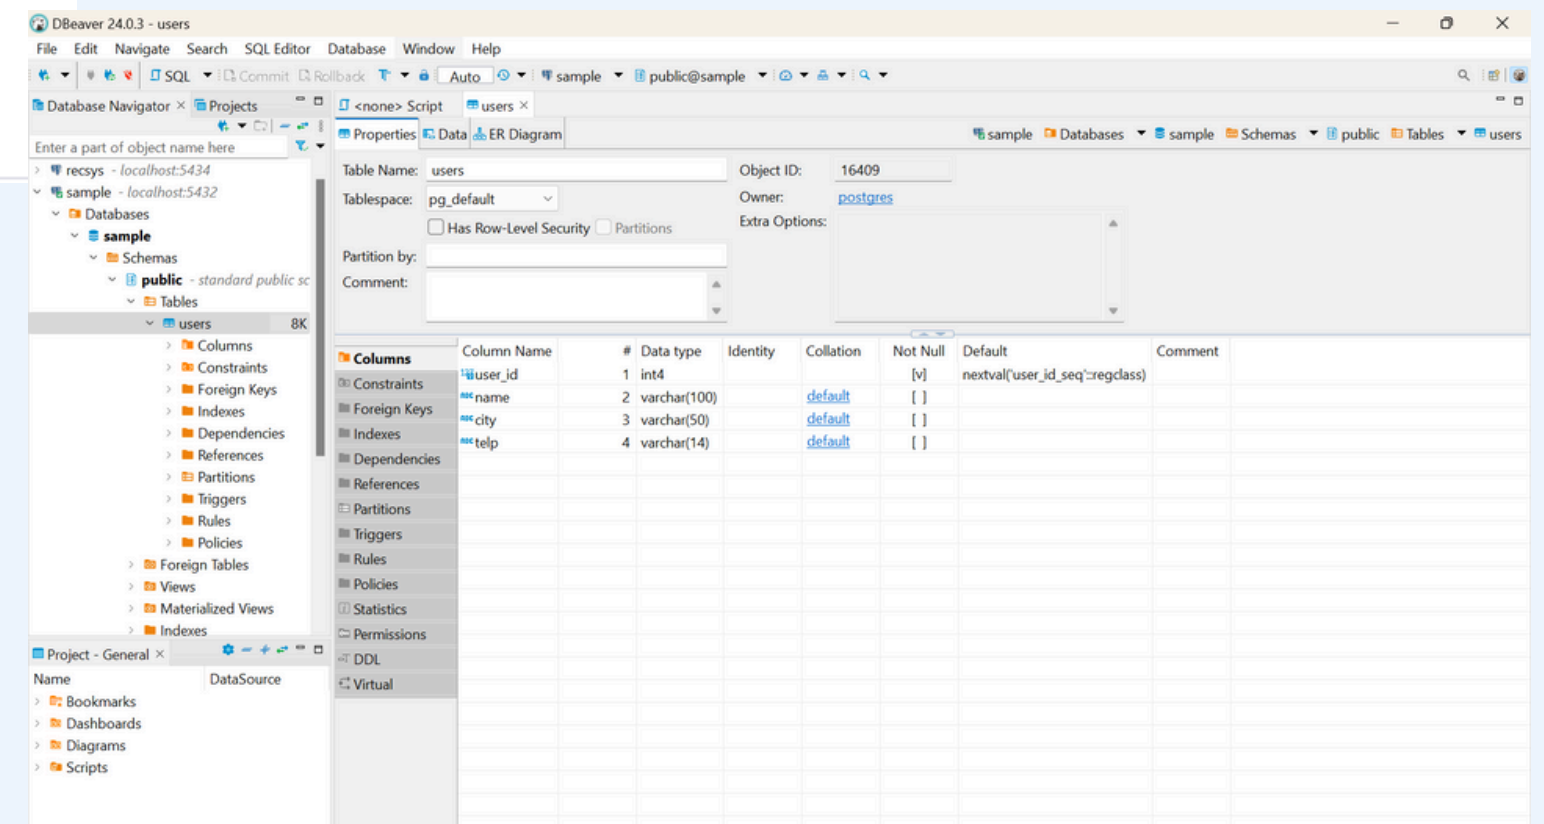 DBeaver 24.0.3 - users
File Edit Navigate Search SQL Editor Database Window Help
SQL Commit Rollback Auto sample public@sample
Database Navigator Projects
<none> Script users
Properties Data ER Diagram
sample Databases sample Schemas public Tables users
Enter a part of object name here
recsys - localhost:5434
sample - localhost:5432
Databases
sample
Schemas
public - standard public sc
Tables
users 8K
Columns
Constraints
Foreign Keys
Indexes
Dependencies
References
Partitions
Triggers
Rules
Policies
Foreign Tables
Views
Materialized Views
Indexes
Project - General
Name DataSource
Bookmarks
Dashboards
Diagrams
Scripts
Table Name: users
Tablespace: pg_default
Has Row-Level Security Partitions
Partition by:
Comment:
Object ID: 16409
Owner: postgres
Extra Options:
Columns
Constraints
Foreign Keys
Indexes
Dependencies
References
Partitions
Triggers
Rules
Policies
Statistics
Permissions
DDL
Virtual
Column Name # Data type Identity Collation Not Null Default Comment
user_id 1 int4 [v] nextval('user_id_seq'::regclass)
name 2 varchar(100) default [ ]
city 3 varchar(50) default [ ]
telp 4 varchar(14) default [ ]